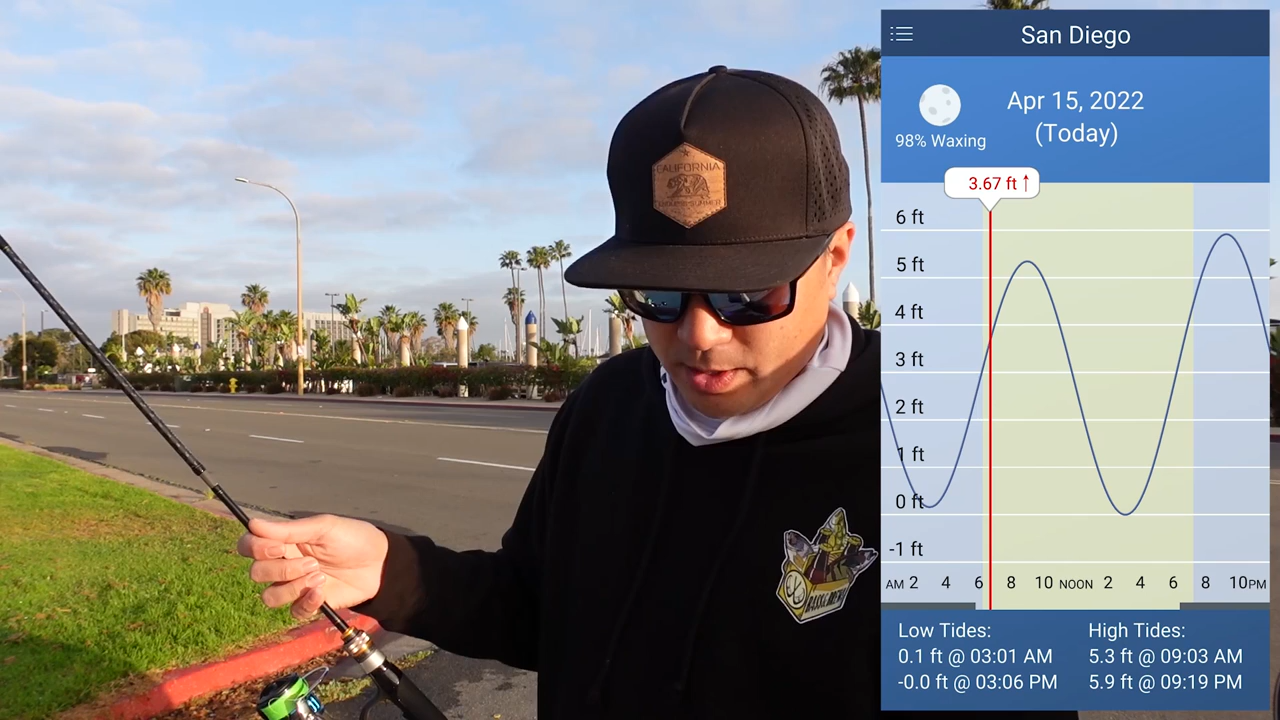 CALIFORNIA
ENDLESS SUMMER
San Diego
98% Waxing
Apr 15, 2022
(Today)
3.67 ft ↑
6 ft
5 ft
4 ft
3 ft
2 ft
1 ft
0 ft
-1 ft
AM 2 4 6 8 10 NOON 2 4 6 8 10PM
Low Tides:
0.1 ft @ 03:01 AM
-0.0 ft @ 03:06 PM
High Tides:
5.3 ft @ 09:03 AM
5.9 ft @ 09:19 PM